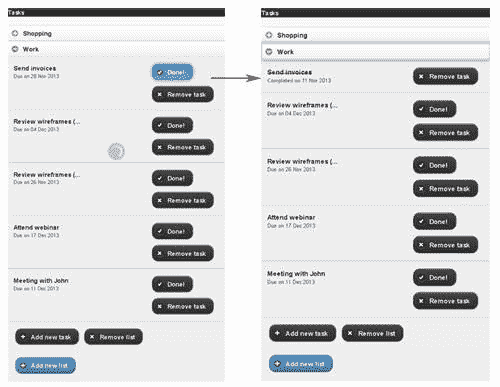 Tasks
Shopping
Work
Send invoices
Due on 28 Nov 2013
Done!
Remove task
Review wireframes (...
Due on 04 Dec 2013
Done!
Remove task
Review wireframes (...
Due on 26 Nov 2013
Done!
Remove task
Attend webinar
Due on 17 Dec 2013
Done!
Remove task
Meeting with John
Due on 11 Dec 2013
Done!
Remove task
Add new task
Remove list
Add new list
Tasks
Shopping
Work
Send invoices
Completed on 11 Nov 2013
Remove task
Review wireframes (...
Due on 04 Dec 2013
Done!
Remove task
Review wireframes (...
Due on 26 Nov 2013
Done!
Remove task
Attend webinar
Due on 17 Dec 2013
Done!
Remove task
Meeting with John
Due on 11 Dec 2013
Done!
Remove task
Add new task
Remove list
Add new list